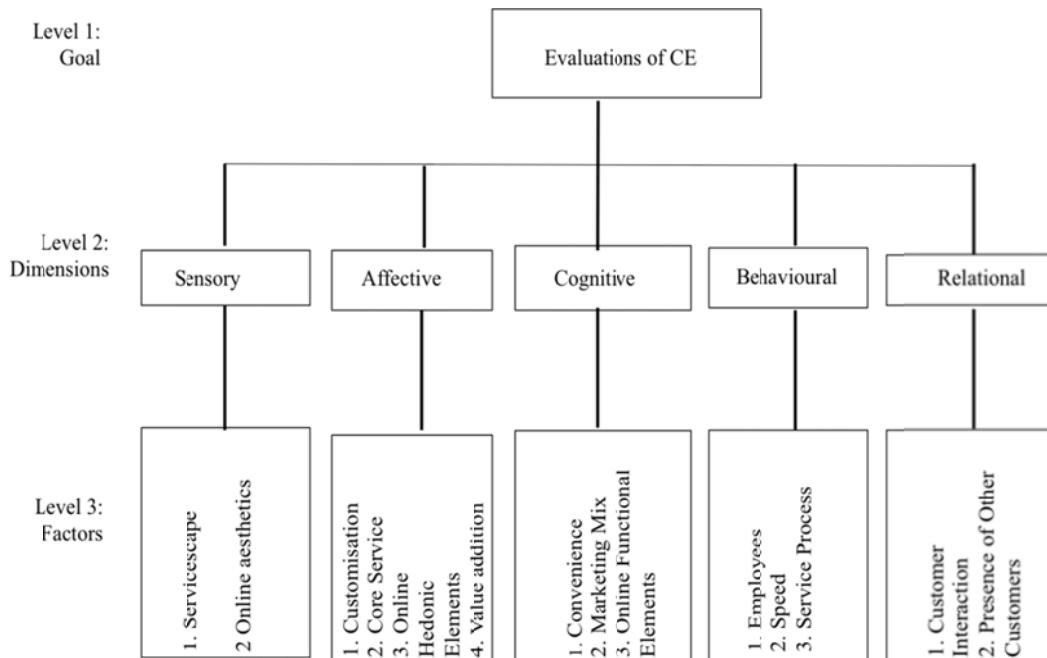 Level 1:
Goal
Evaluations of CE
Level 2:
Dimensions
Sensory
Affective
Cognitive
Behavioural
Relational
Level 3:
Factors
1. Servicescape
2 Online aesthetics
1. Customisation
2. Core Service
3. Online
Hedonic
Elements
4. Value addition
1. Convenience
2. Marketing Mix
3. Online Functional
Elements
1. Employees
2. Speed
3. Service Process
1. Customer
Interaction
2. Presence of Other
Customers